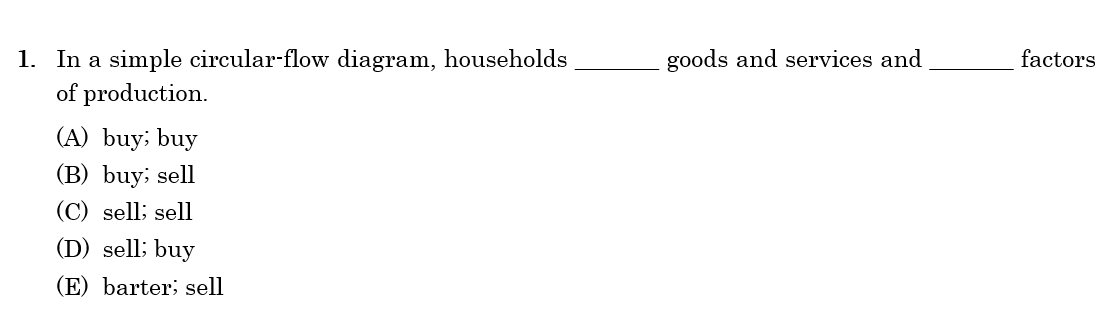 1. In a simple circular-flow diagram, households _______ goods and services and _______ factors
of production.
(A) buy; buy
(B) buy; sell
(C) sell; sell
(D) sell; buy
(E) barter; sell